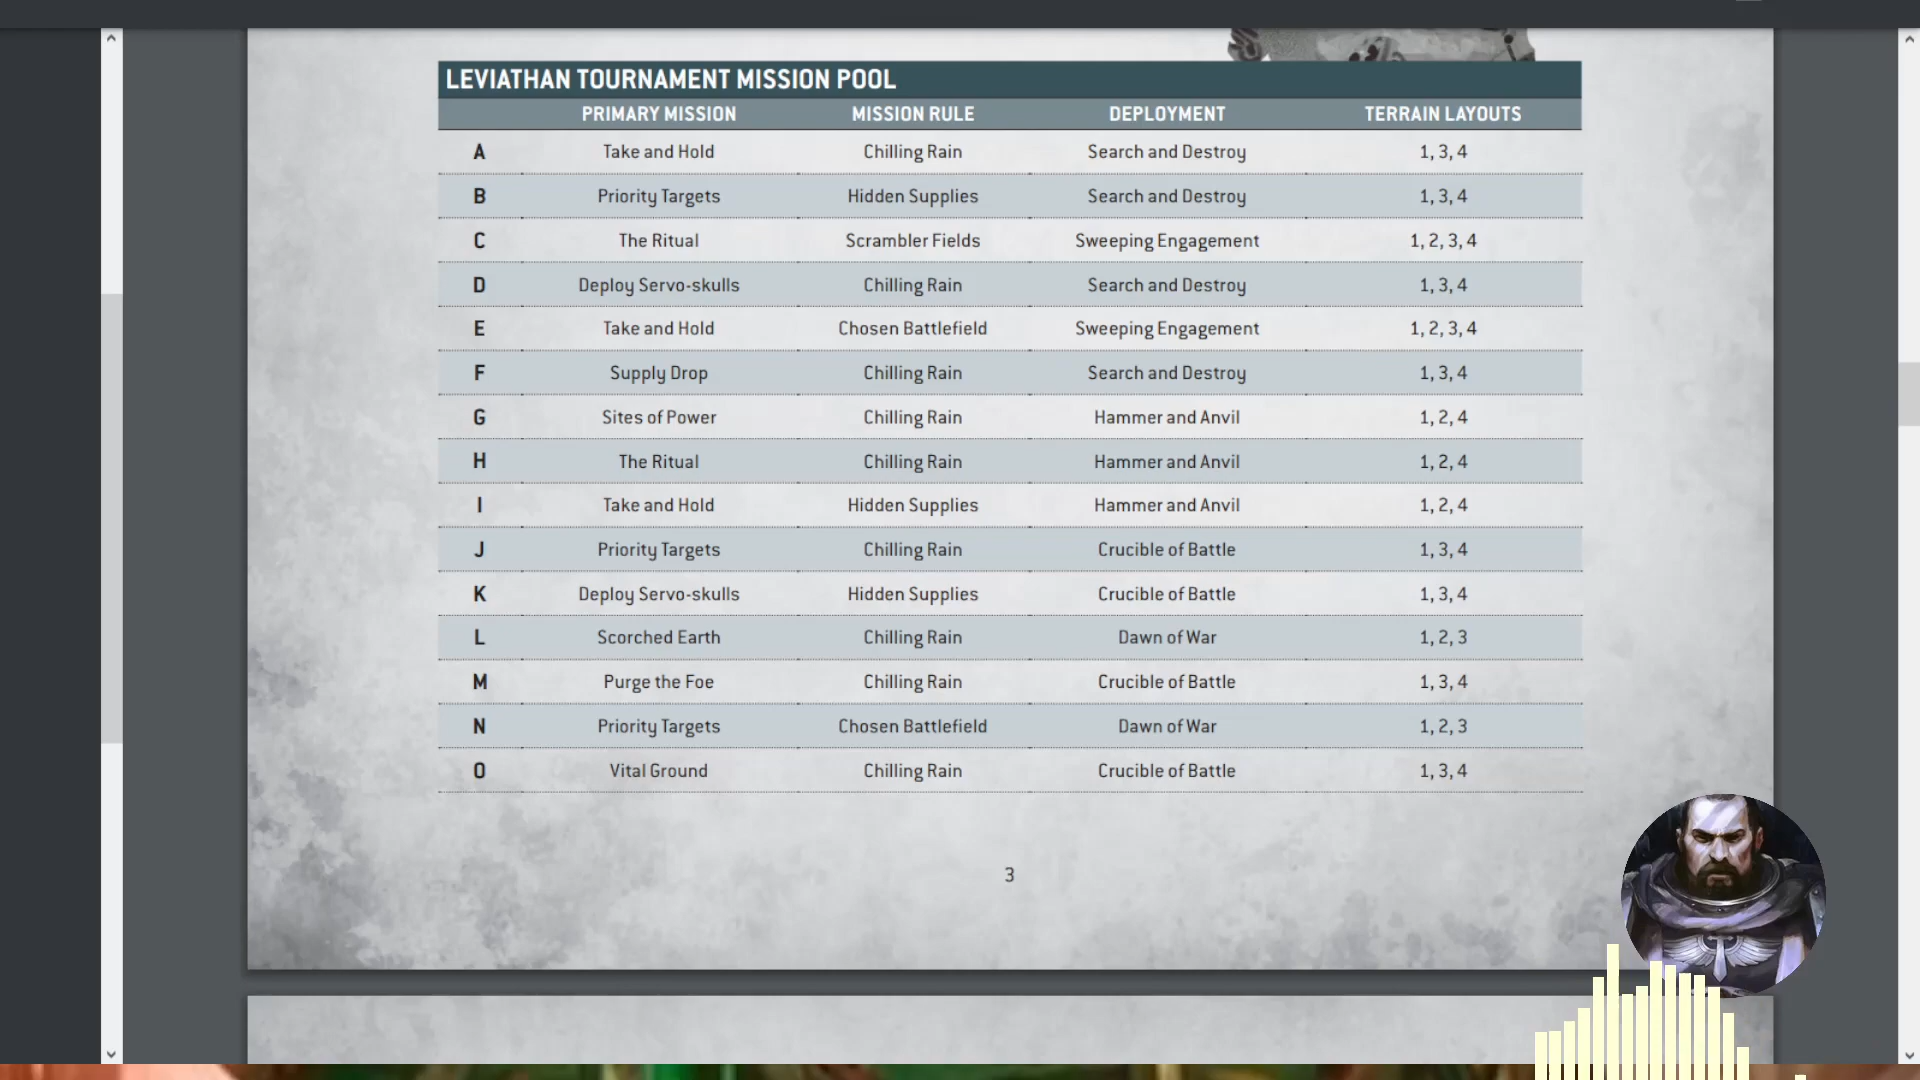 LEVIATHAN TOURNAMENT MISSION POOL
PRIMARY MISSION MISSION RULE DEPLOYMENT TERRAIN LAYOUTS
A Take and Hold Chilling Rain Search and Destroy 1, 3, 4
B Priority Targets Hidden Supplies Search and Destroy 1, 3, 4
C The Ritual Scrambler Fields Sweeping Engagement 1, 2, 3, 4
D Deploy Servo-skulls Chilling Rain Search and Destroy 1, 3, 4
E Take and Hold Chosen Battlefield Sweeping Engagement 1, 2, 3, 4
F Supply Drop Chilling Rain Search and Destroy 1, 3, 4
G Sites of Power Chilling Rain Hammer and Anvil 1, 2, 4
H The Ritual Chilling Rain Hammer and Anvil 1, 2, 4
I Take and Hold Hidden Supplies Hammer and Anvil 1, 2, 4
J Priority Targets Chilling Rain Crucible of Battle 1, 3, 4
K Deploy Servo-skulls Hidden Supplies Crucible of Battle 1, 3, 4
L Scorched Earth Chilling Rain Dawn of War 1, 2, 3
M Purge the Foe Chilling Rain Crucible of Battle 1, 3, 4
N Priority Targets Chosen Battlefield Dawn of War 1, 2, 3
O Vital Ground Chilling Rain Crucible of Battle 1, 3, 4
3